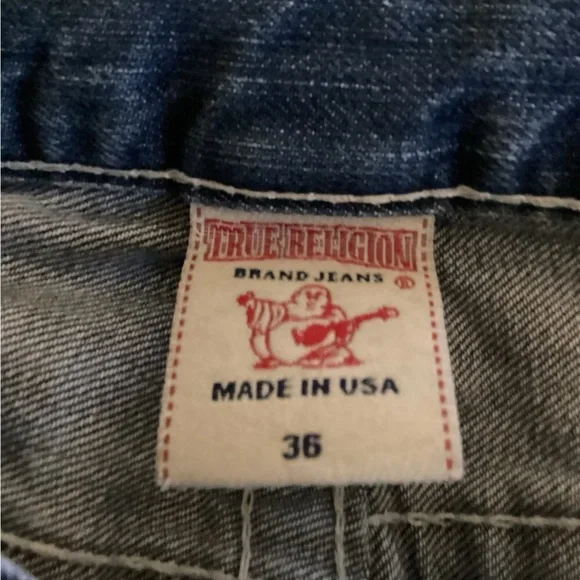 TRUE RELIGION
BRAND JEANS ®
MADE IN USA
36